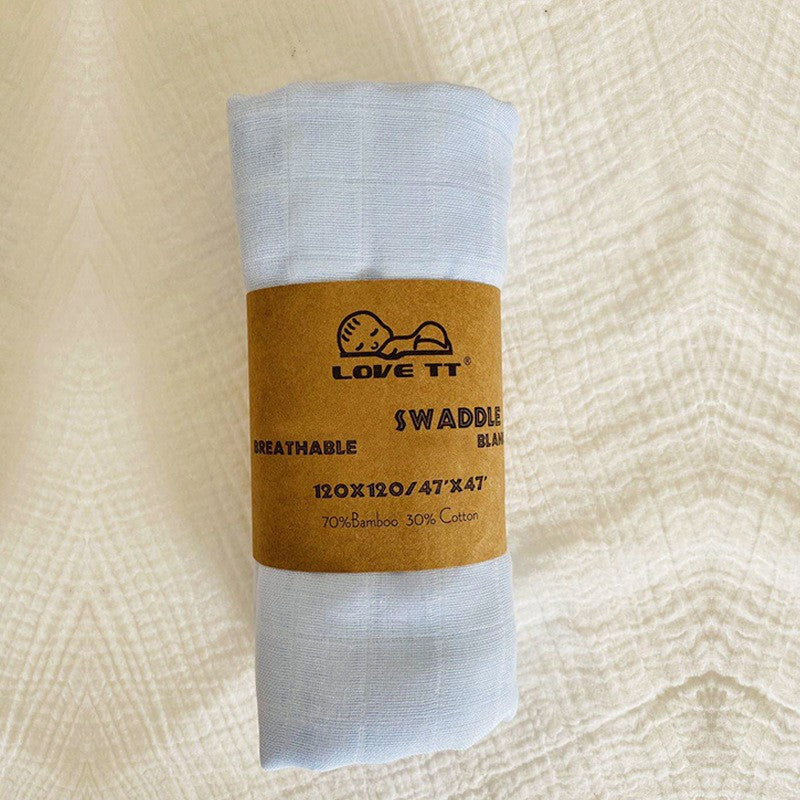 LOVE TT®
SWADDLE
BREATHABLE BLAN
120X120/47'X47'
70%Bamboo 30% Cotton